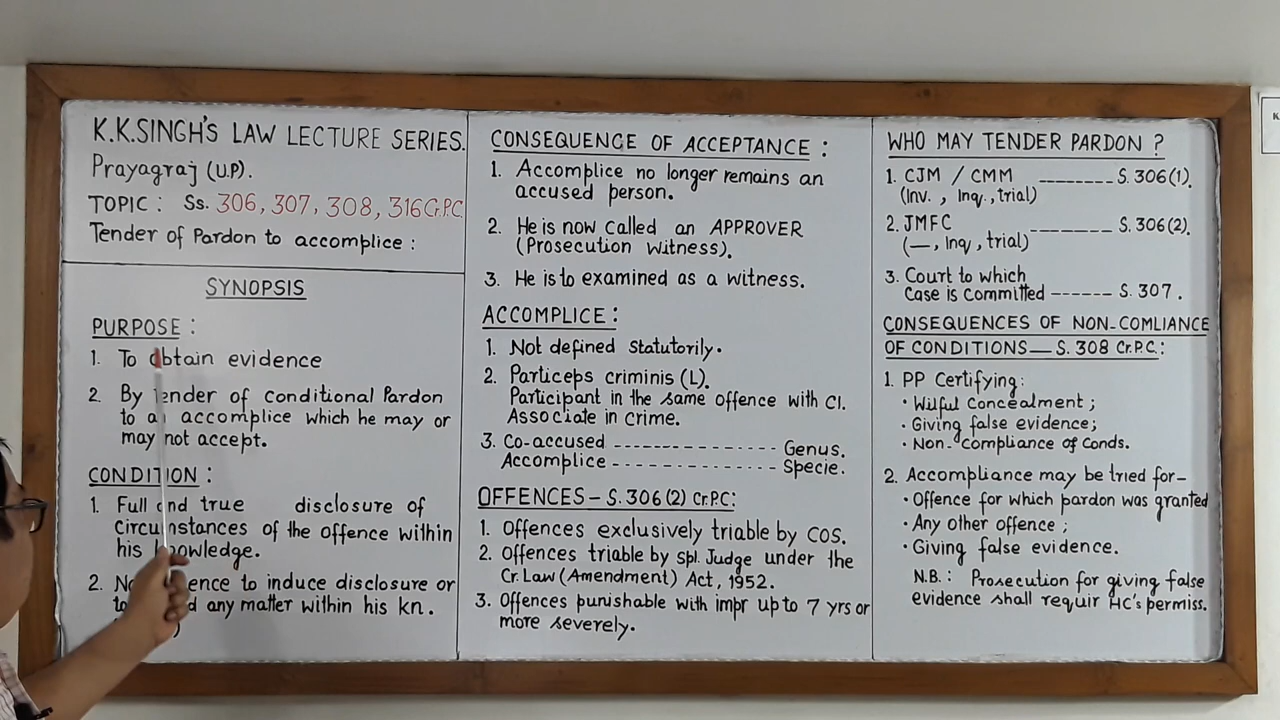 K.K.SINGH'S LAW LECTURE SERIES.
Prayagraj (U.P).
TOPIC : Ss. 306, 307, 308, 316 Cr.P.C.
Tender of Pardon to accomplice :
SYNOPSIS
PURPOSE :
1. To obtain evidence
2. By tender of conditional Pardon
to an accomplice which he may or
may not accept.
CONDITION :
1. Full and true disclosure of
circumstances of the offence within
his knowledge.
2. to induce disclosure or
any matter within his kn.
CONSEQUENCE OF ACCEPTANCE :
1. Accomplice no longer remains an
accused person.
2. He is now called an APPROVER
(Prosecution Witness).
3. He is to examined as a witness.
ACCOMPLICE :
1. Not defined statutorily.
2. Particeps criminis (L).
Participant in the same offence with C1.
Associate in Crime.
3. Co-accused --------------- Genus.
Accomplice --------------- Specie.
OFFENCES – S. 306 (2) Cr.P.C:
1. Offences exclusively triable by COS.
2. Offences triable by Spl. Judge under the
Cr. Law (Amendment) Act, 1952.
3. Offences punishable with impr up to 7 yrs or
more severely.
WHO MAY TENDER PARDON ?
1. CJM / CMM -------- S. 306(1).
(Inv. , Inq., trial)
2. JMFC -------- S. 306(2).
(—, Inq , trial)
3. Court to which
Case is Committed ------ S. 307 .
CONSEQUENCES OF NON-COMLIANCE
OF CONDITIONS — S. 308 Cr.P.C.:
1. PP Certifying:
• Wilful Concealment ;
• Giving false evidence;
• Non-Compliance of Conds.
2. Accompliance may be tried for–
• Offence for which pardon was granted
• Any Other offence ;
• Giving false evidence.
N.B. : Prosecution for giving false
evidence shall requir HC's permiss.
K.